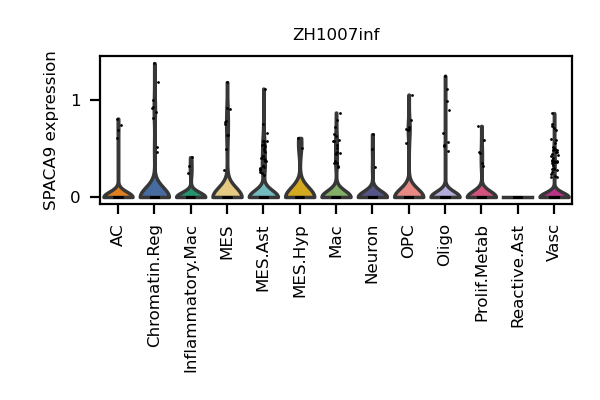 ZH1007inf
SPACA9 expression
1
0
AC
Chromatin.Reg
Inflammatory.Mac
MES
MES.Ast
MES.Hyp
Mac
Neuron
OPC
Oligo
Prolif.Metab
Reactive.Ast
Vasc